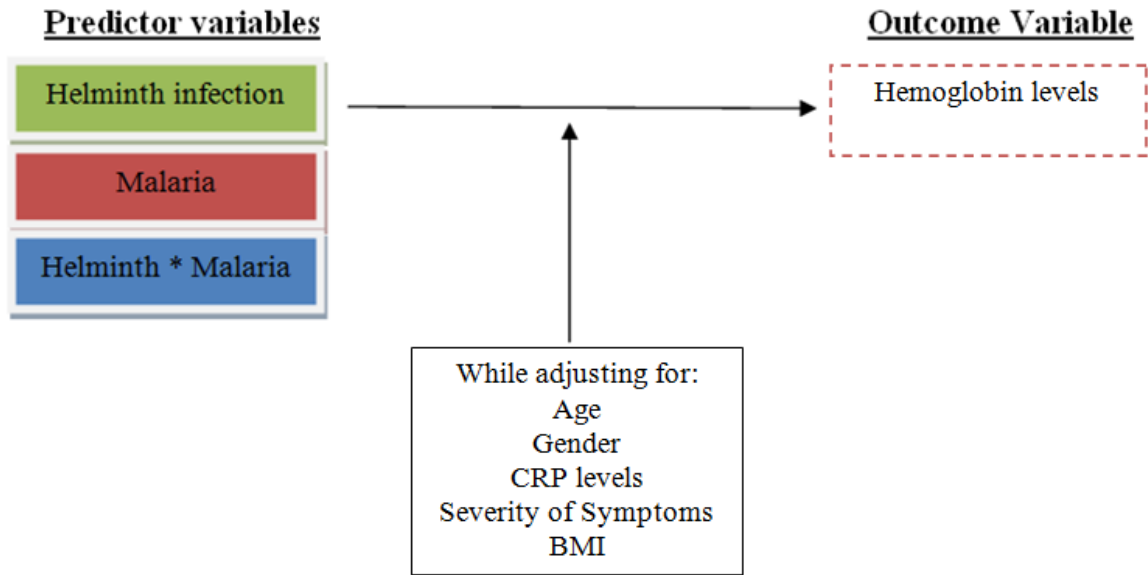 Predictor variables
Helminth infection
Malaria
Helminth * Malaria
Outcome Variable
Hemoglobin levels
While adjusting for:
Age
Gender
CRP levels
Severity of Symptoms
BMI